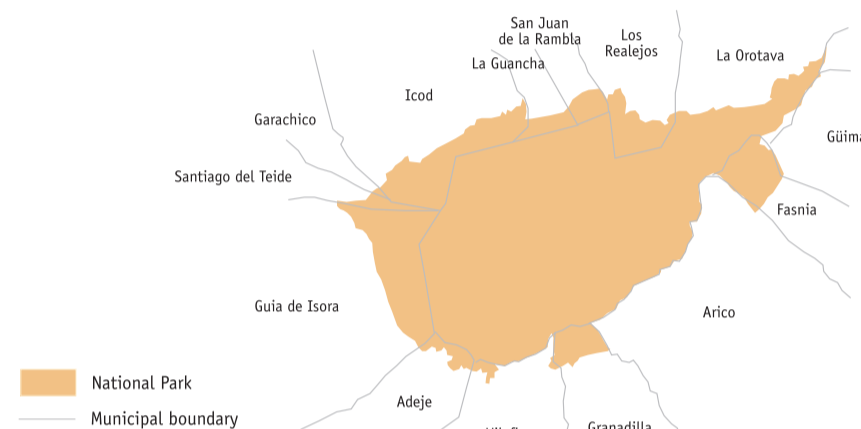 San Juan
de la Rambla
Los
Realejos
La Guancha
La Orotava
Icod
Garachico
Santiago del Teide
Fasnia
Guia de Isora
Arico
National Park
Adeje
Municipal boundary
Granadilla